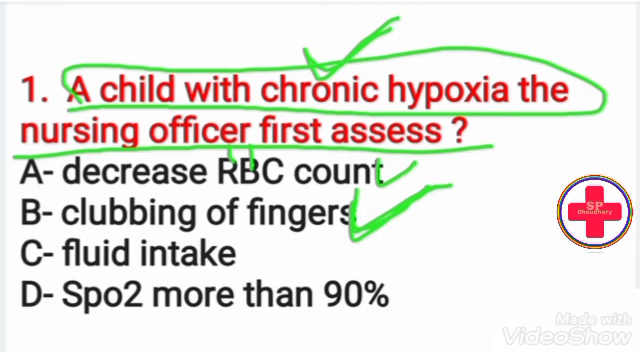 1. A child with chronic hypoxia the
nursing officer first assess ?
A- decrease RBC count
B- clubbing of fingers
C- fluid intake
D- Spo2 more than 90%
SP
Choudhery
Made with
VideoShow